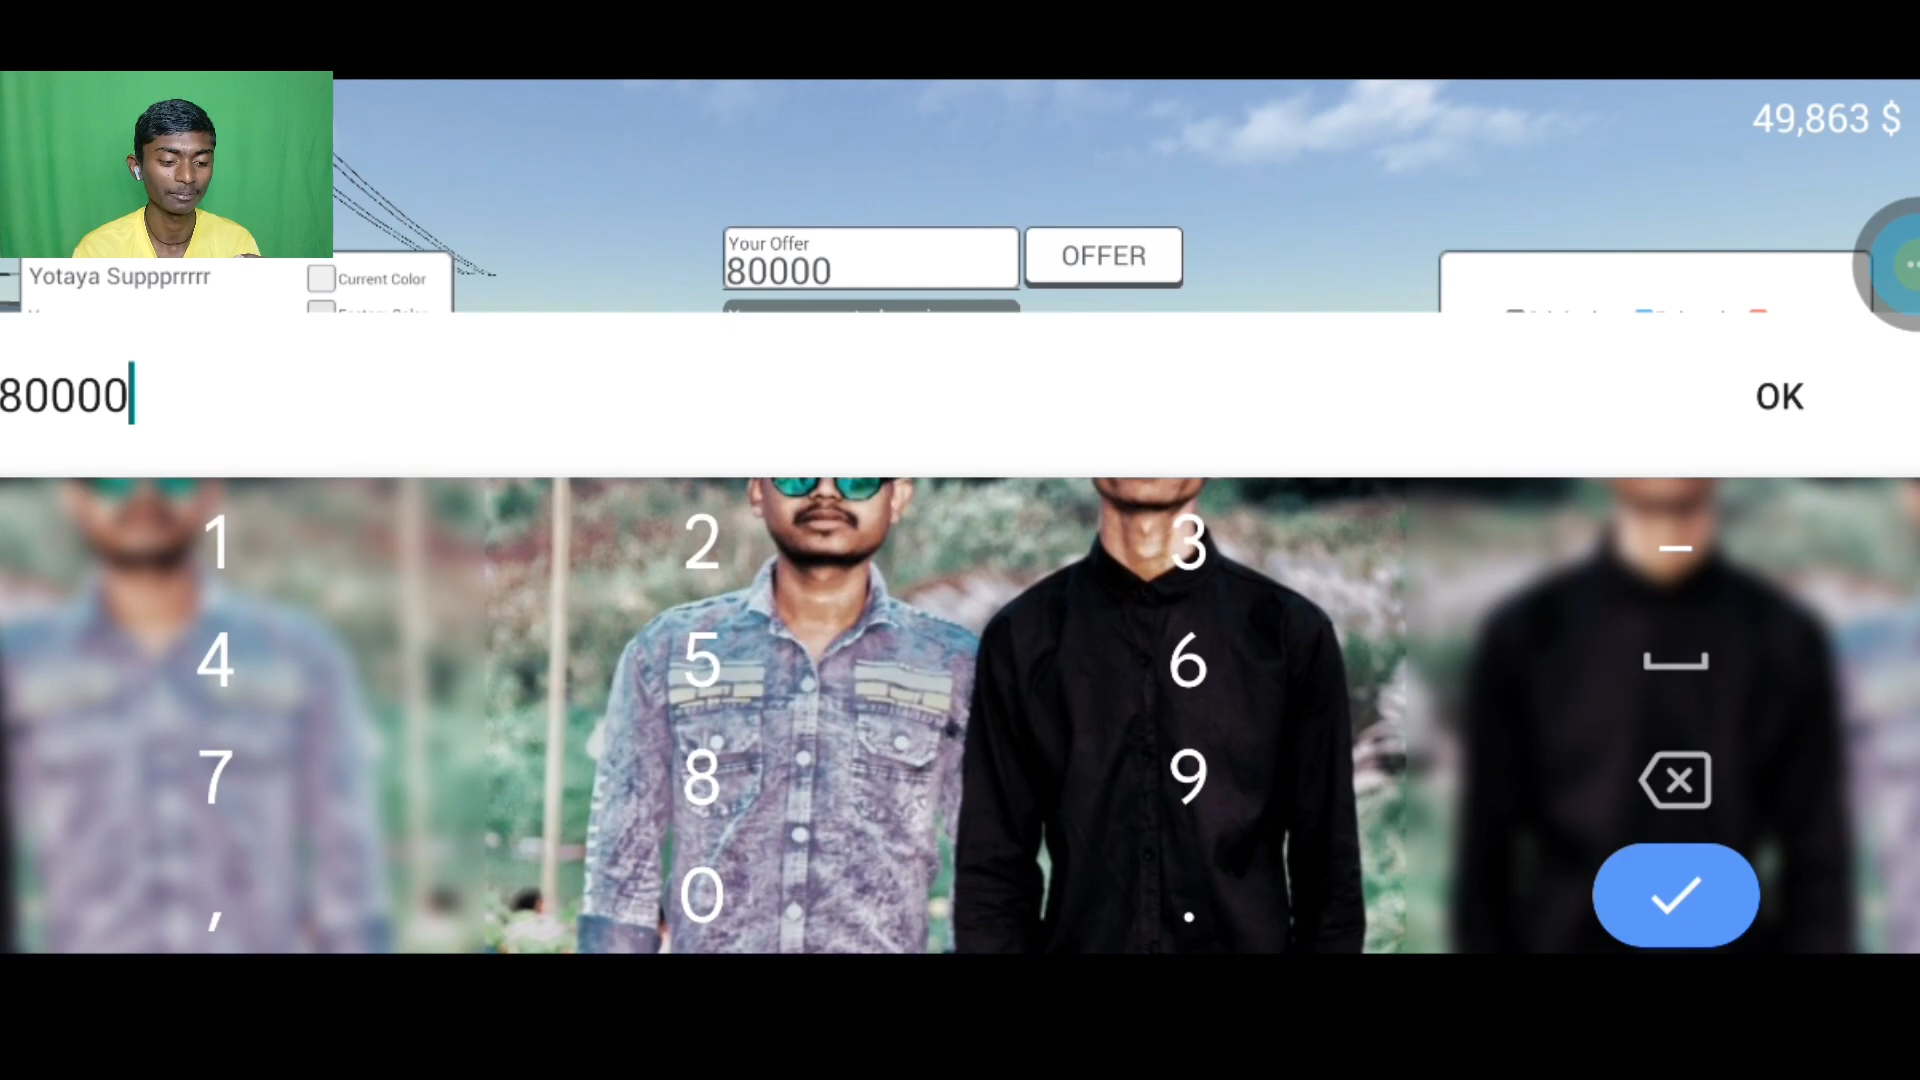 49,863 $
Your Offer
80000
OFFER
Yotaya Suppprrrrr
Current Color
80000
OK
1 2 3 –
4 5 6
7 8 9
, 0 .